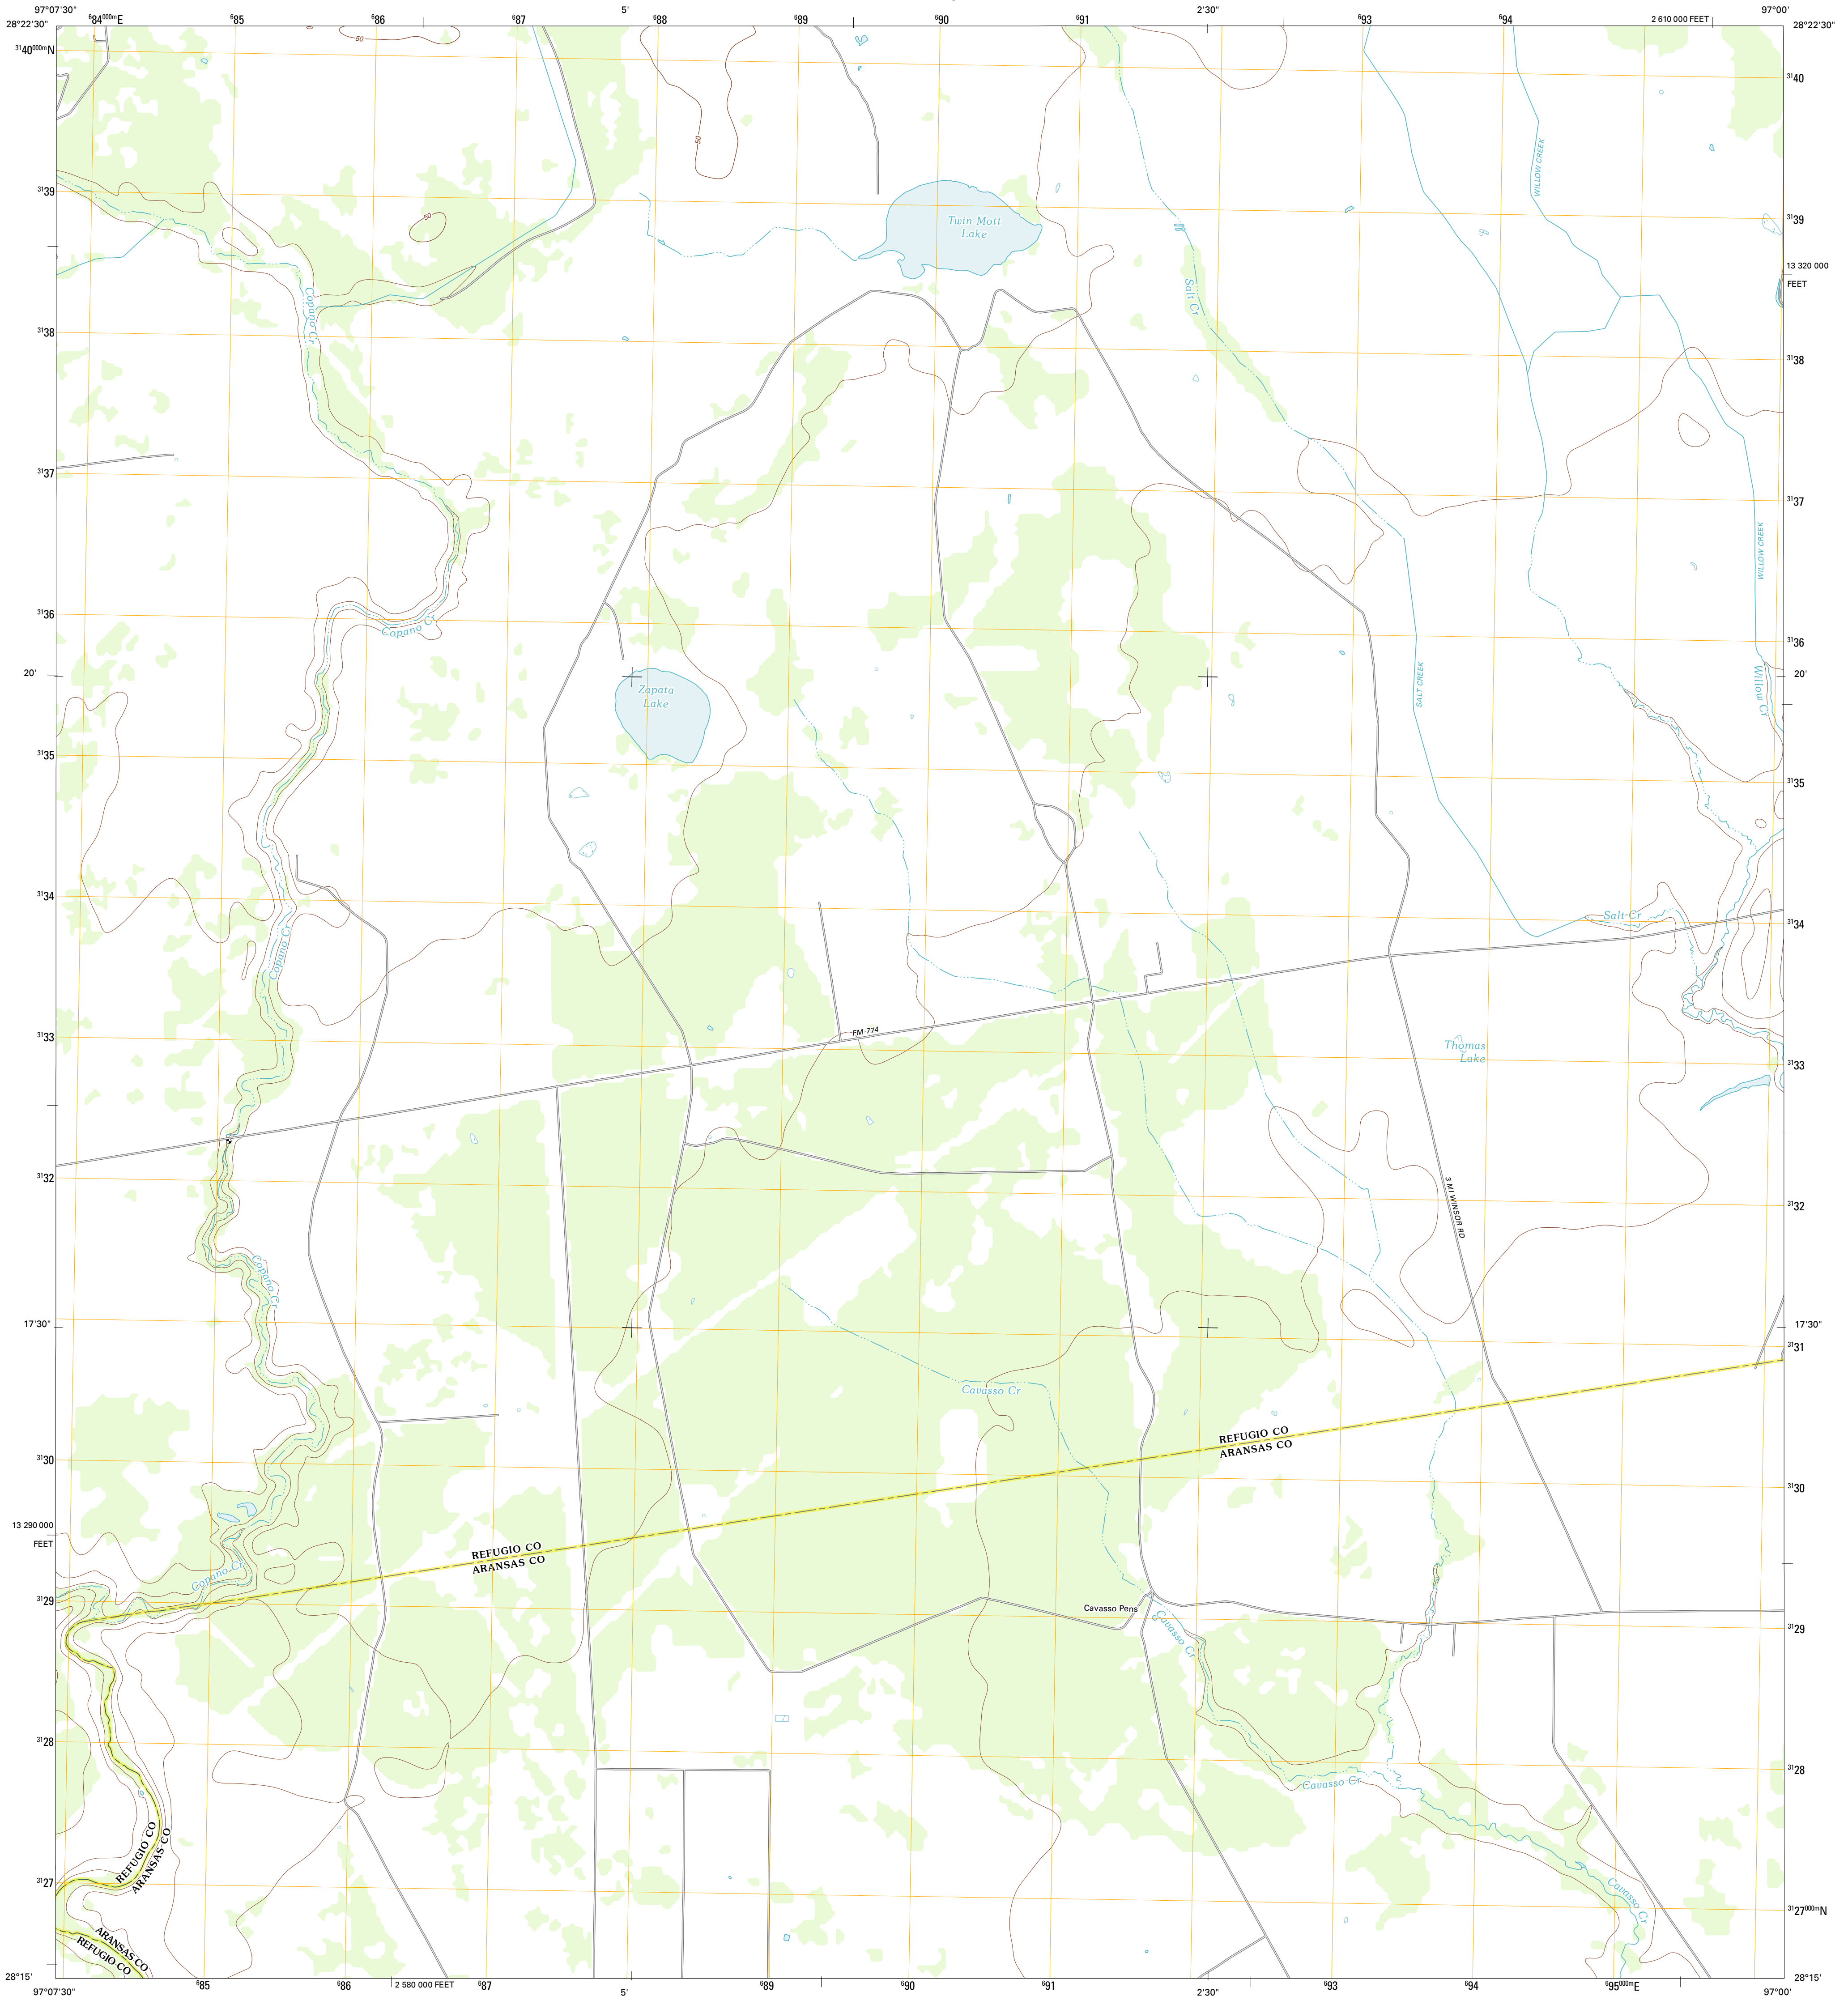 97°07'30"
⁶84⁰⁰⁰ᵐE
⁶85
⁶86
⁶87
5'
⁶88
⁶89
⁶90
⁶91
2'30"
⁶93
⁶94
2 610 000 FEET
97°00'
28°22'30"
28°22'30"
³¹40⁰⁰⁰ᵐN
50
50
³¹40
WILLOW CREEK
³¹39
50
Twin Mott
Lake
³¹39
13 320 000
FEET
Copano Cr
Salt Cr
³¹38
³¹38
³¹37
³¹37
WILLOW CREEK
³¹36
Copano Cr
³¹36
20'
Zapata
Lake
SALT CREEK
Willow Cr
20'
³¹35
³¹35
³¹34
Salt Cr
³¹34
Copano Cr
³¹33
FM-774
Thomas
Lake
³¹33
³¹32
3 MI WINSOR RD
³¹32
Copano Cr
17'30"
17'30"
³¹31
Cavasso Cr
REFUGIO CO
ARANSAS CO
³¹30
³¹30
13 290 000
FEET
REFUGIO CO
ARANSAS CO
Copano Cr
³¹29
Cavasso Pens
Cavasso Cr
³¹29
³¹28
Cavasso Cr
³¹28
REFUGIO CO
ARANSAS CO
³¹27
Cavasso Cr
³¹27⁰⁰⁰ᵐN
ARANSAS CO
REFUGIO CO
28°15'
28°15'
97°07'30"
⁶85
⁶86
2 580 000 FEET
⁶87
5'
⁶89
⁶90
⁶91
2'30"
⁶93
⁶94
⁶95⁰⁰⁰ᵐE
97°00'